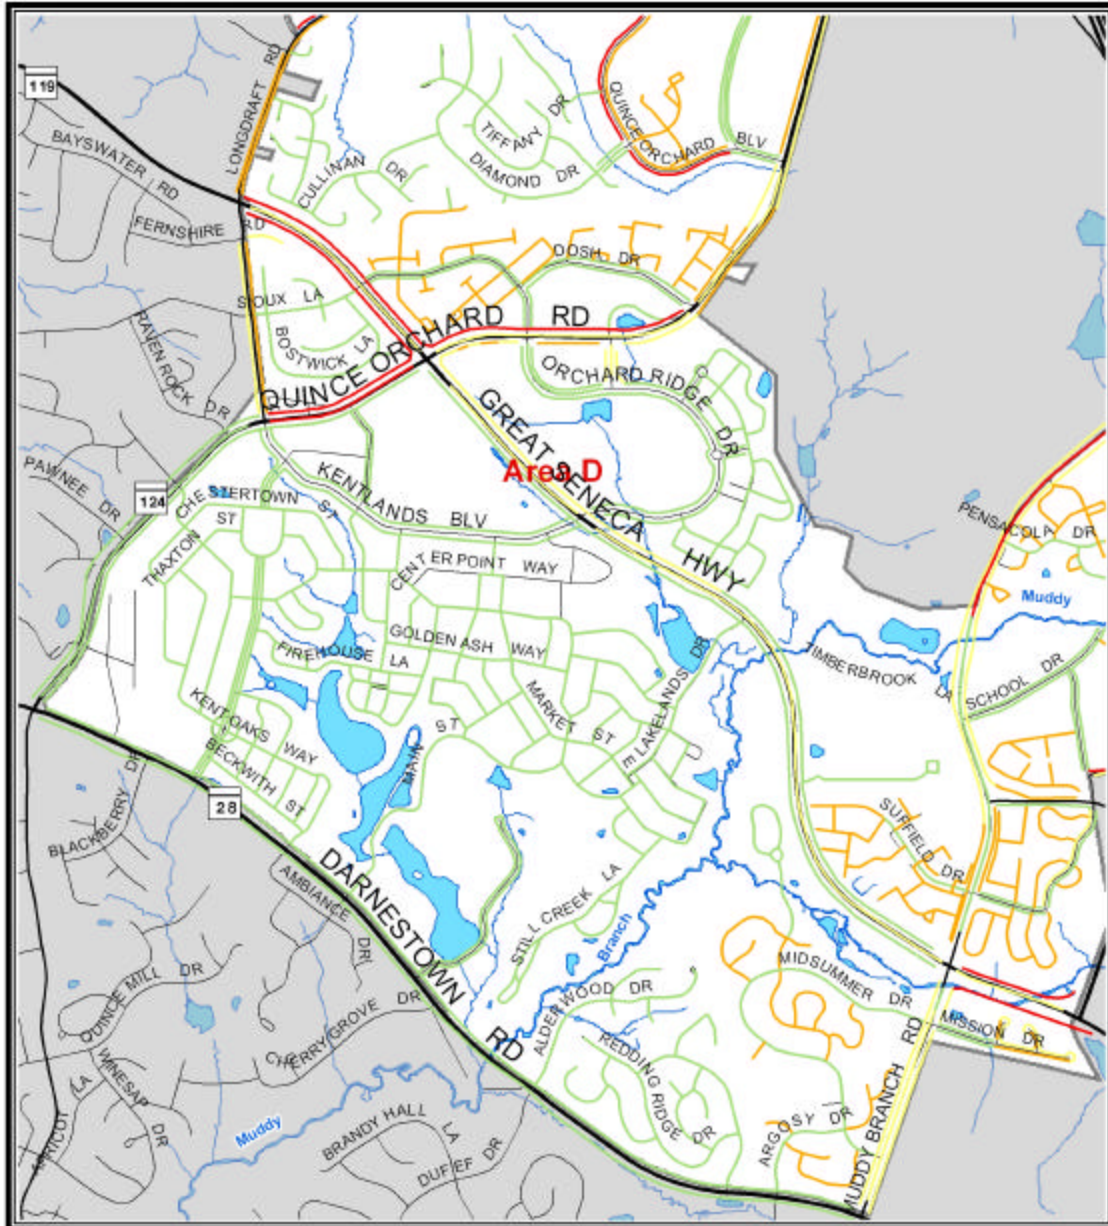 119
LONGDRAFT RD
BAYSWATER RD
FERNSHIRE RD
CULLINAN DR
TIFFANY DR
DIAMOND DR
QUINCE ORCHARD BLV
DOSH DR
SIOUX LA
BOSTWICK LA
RAVEN ROCK DR
QUINCE ORCHARD RD
ORCHARD RIDGE DR
GREAT SENECA HWY
Area D
PAWNEE DR
124
CHESTERTOWN ST
KENTLANDS BLV
THAXTON ST
CENTERPOINT WAY
PENSACOLA DR
Muddy
GOLDEN ASH WAY
FIREHOUSE LA
TIMBERBROOK LA
SCHOOL DR
KENT OAKS WAY
MARKET ST
LAKELANDS DR
BECKWITH ST
MAIN ST
28
BLACKBERRY DR
SUFFIELD DR
AMBIANCE DR
DARNESTOWN RD
STILL CREEK LA
Branch
QUINCE MILL DR
CHERRY GROVE DR
ALDERWOOD DR
MIDSUMMER DR
MISSION DR
WINESAP DR
APRICOT LA
REDDING RIDGE DR
MUDDY BRANCH RD
ARGOSY DR
Muddy
BRANDY HALL LA
DUFIEF DR